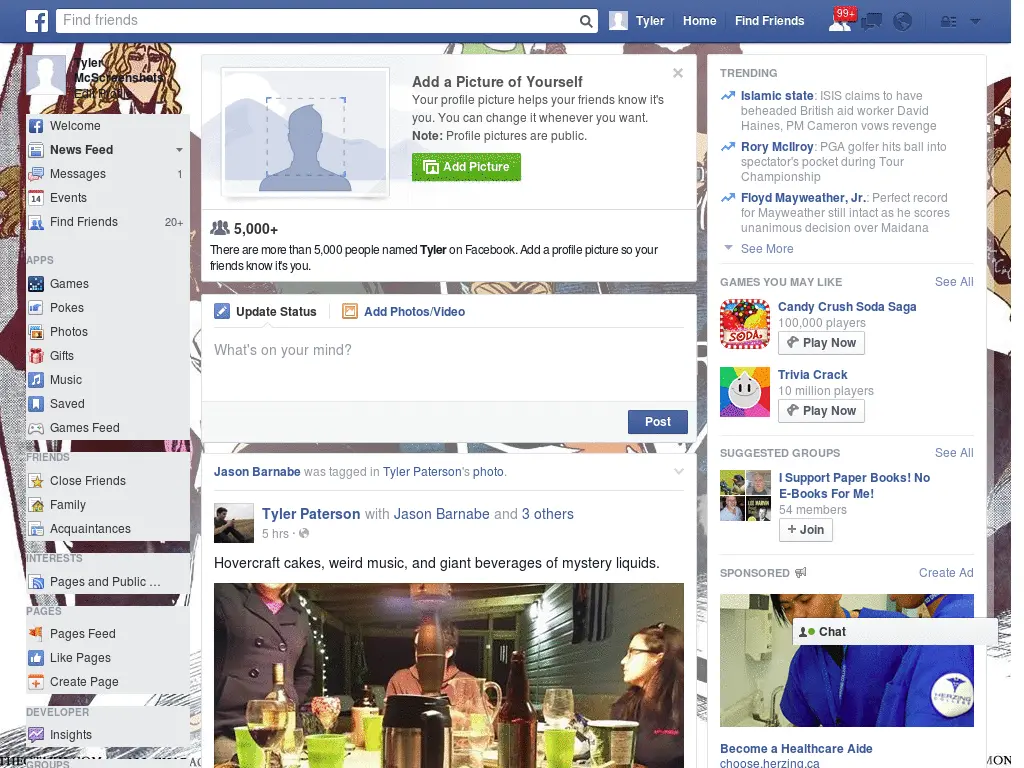 Find friends
Tyler
Home
Find Friends
99+
Tyler
McScreenshots
Edit Profile
Welcome
News Feed
Messages
1
14
Events
Find Friends
20+
APPS
Games
Pokes
Photos
Gifts
Music
Saved
Games Feed
FRIENDS
Close Friends
Family
Acquaintances
INTERESTS
Pages and Public ...
PAGES
Pages Feed
Like Pages
Create Page
DEVELOPER
Insights
GROUPS
Add a Picture of Yourself
Your profile picture helps your friends know it's
you. You can change it whenever you want.
Note: Profile pictures are public.
Add Picture
5,000+
There are more than 5,000 people named Tyler on Facebook. Add a profile picture so your
friends know it's you.
Update Status
Add Photos/Video
What's on your mind?
Post
Jason Barnabe was tagged in Tyler Paterson's photo.
Tyler Paterson with Jason Barnabe and 3 others
5 hrs ·
Hovercraft cakes, weird music, and giant beverages of mystery liquids.
TRENDING
Islamic state: ISIS claims to have
beheaded British aid worker David
Haines, PM Cameron vows revenge
Rory McIlroy: PGA golfer hits ball into
spectator's pocket during Tour
Championship
Floyd Mayweather, Jr.: Perfect record
for Mayweather still intact as he scores
unanimous decision over Maidana
See More
GAMES YOU MAY LIKE
See All
SODA
Candy Crush Soda Saga
100,000 players
Play Now
Trivia Crack
10 million players
Play Now
SUGGESTED GROUPS
See All
I Support Paper Books! No
E-Books For Me!
54 members
+ Join
SPONSORED
Create Ad
Chat
HERZING
COLLEGE
Become a Healthcare Aide
choose.herzing.ca